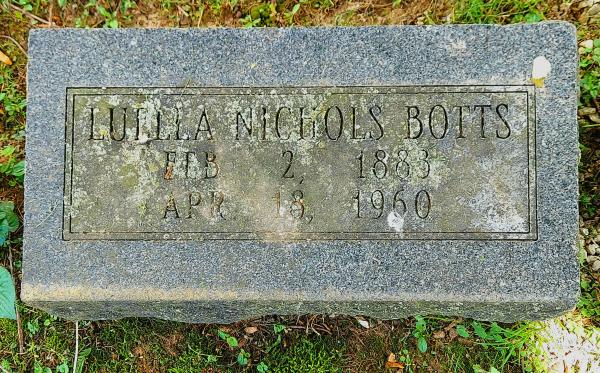 LUELLA NICHOLS BOTTS
FEB 2, 1883
APR 18, 1960